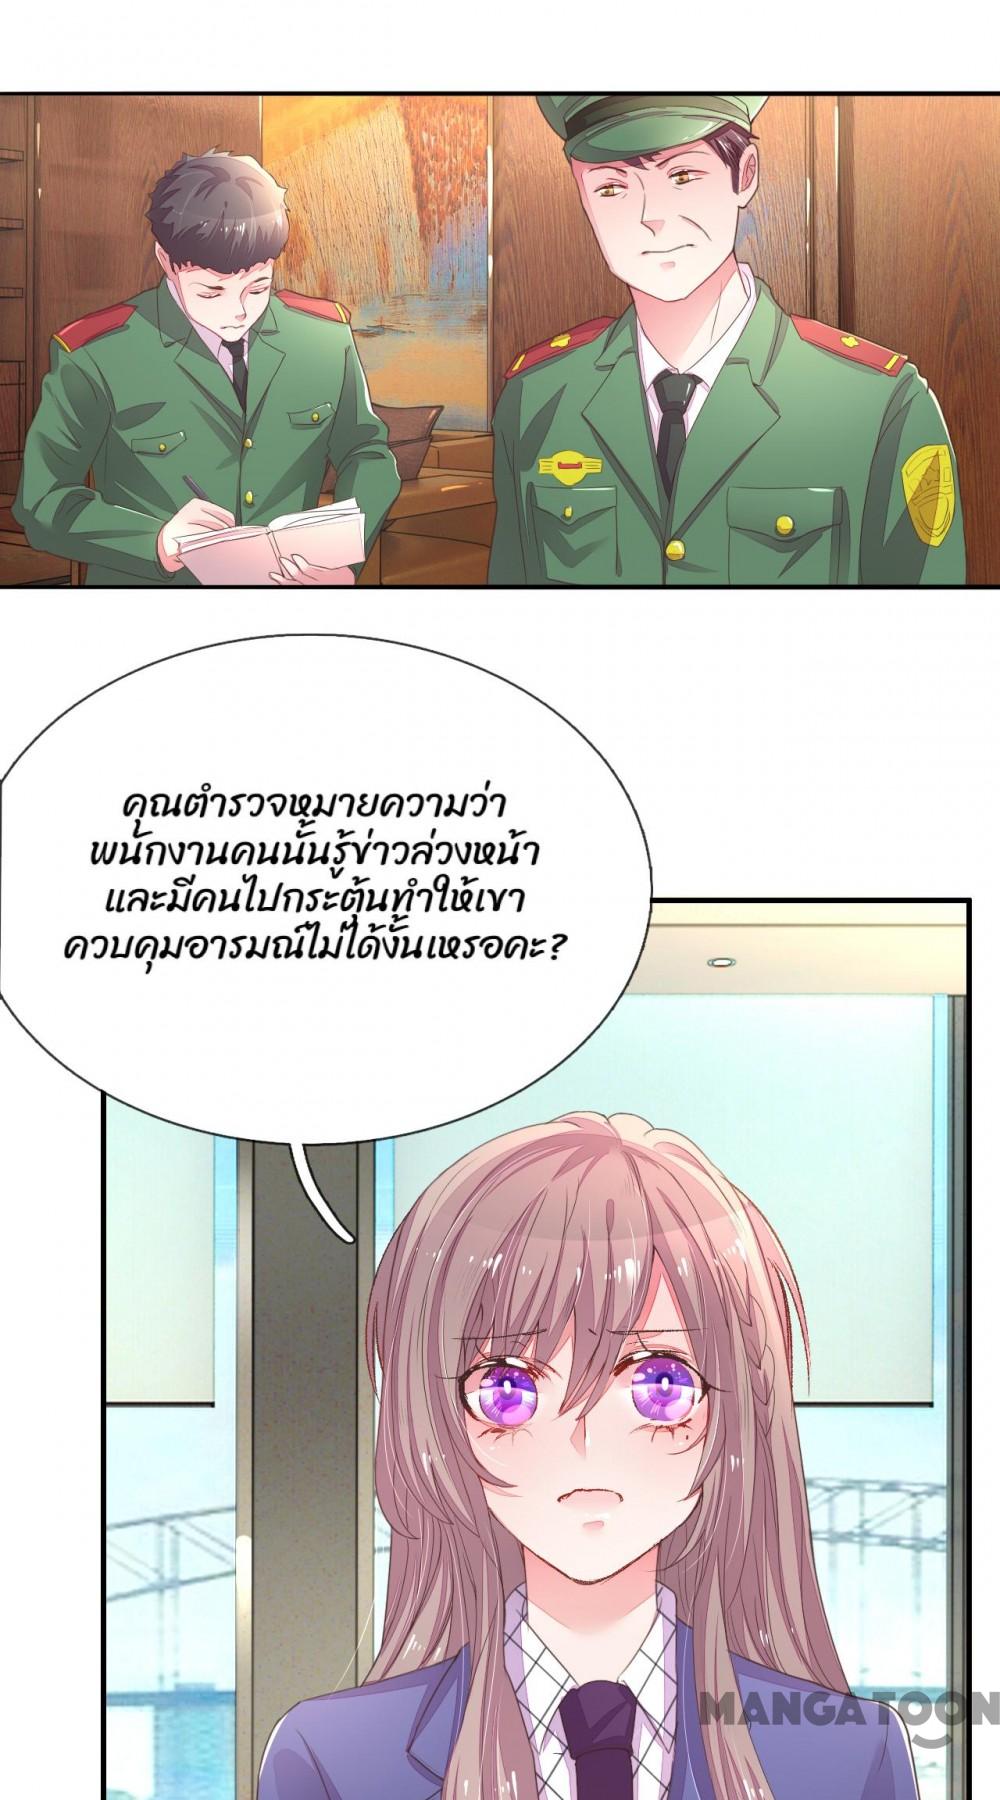 คุณตำรวจหมายความว่า
พนักงานคนนั้นรู้ข่าวล่วงหน้า
และมีคนไปกระตุ้นทำให้เขา
ควบคุมอารมณ์ไม่ได้งั้นเหรอคะ?
MANGATOON